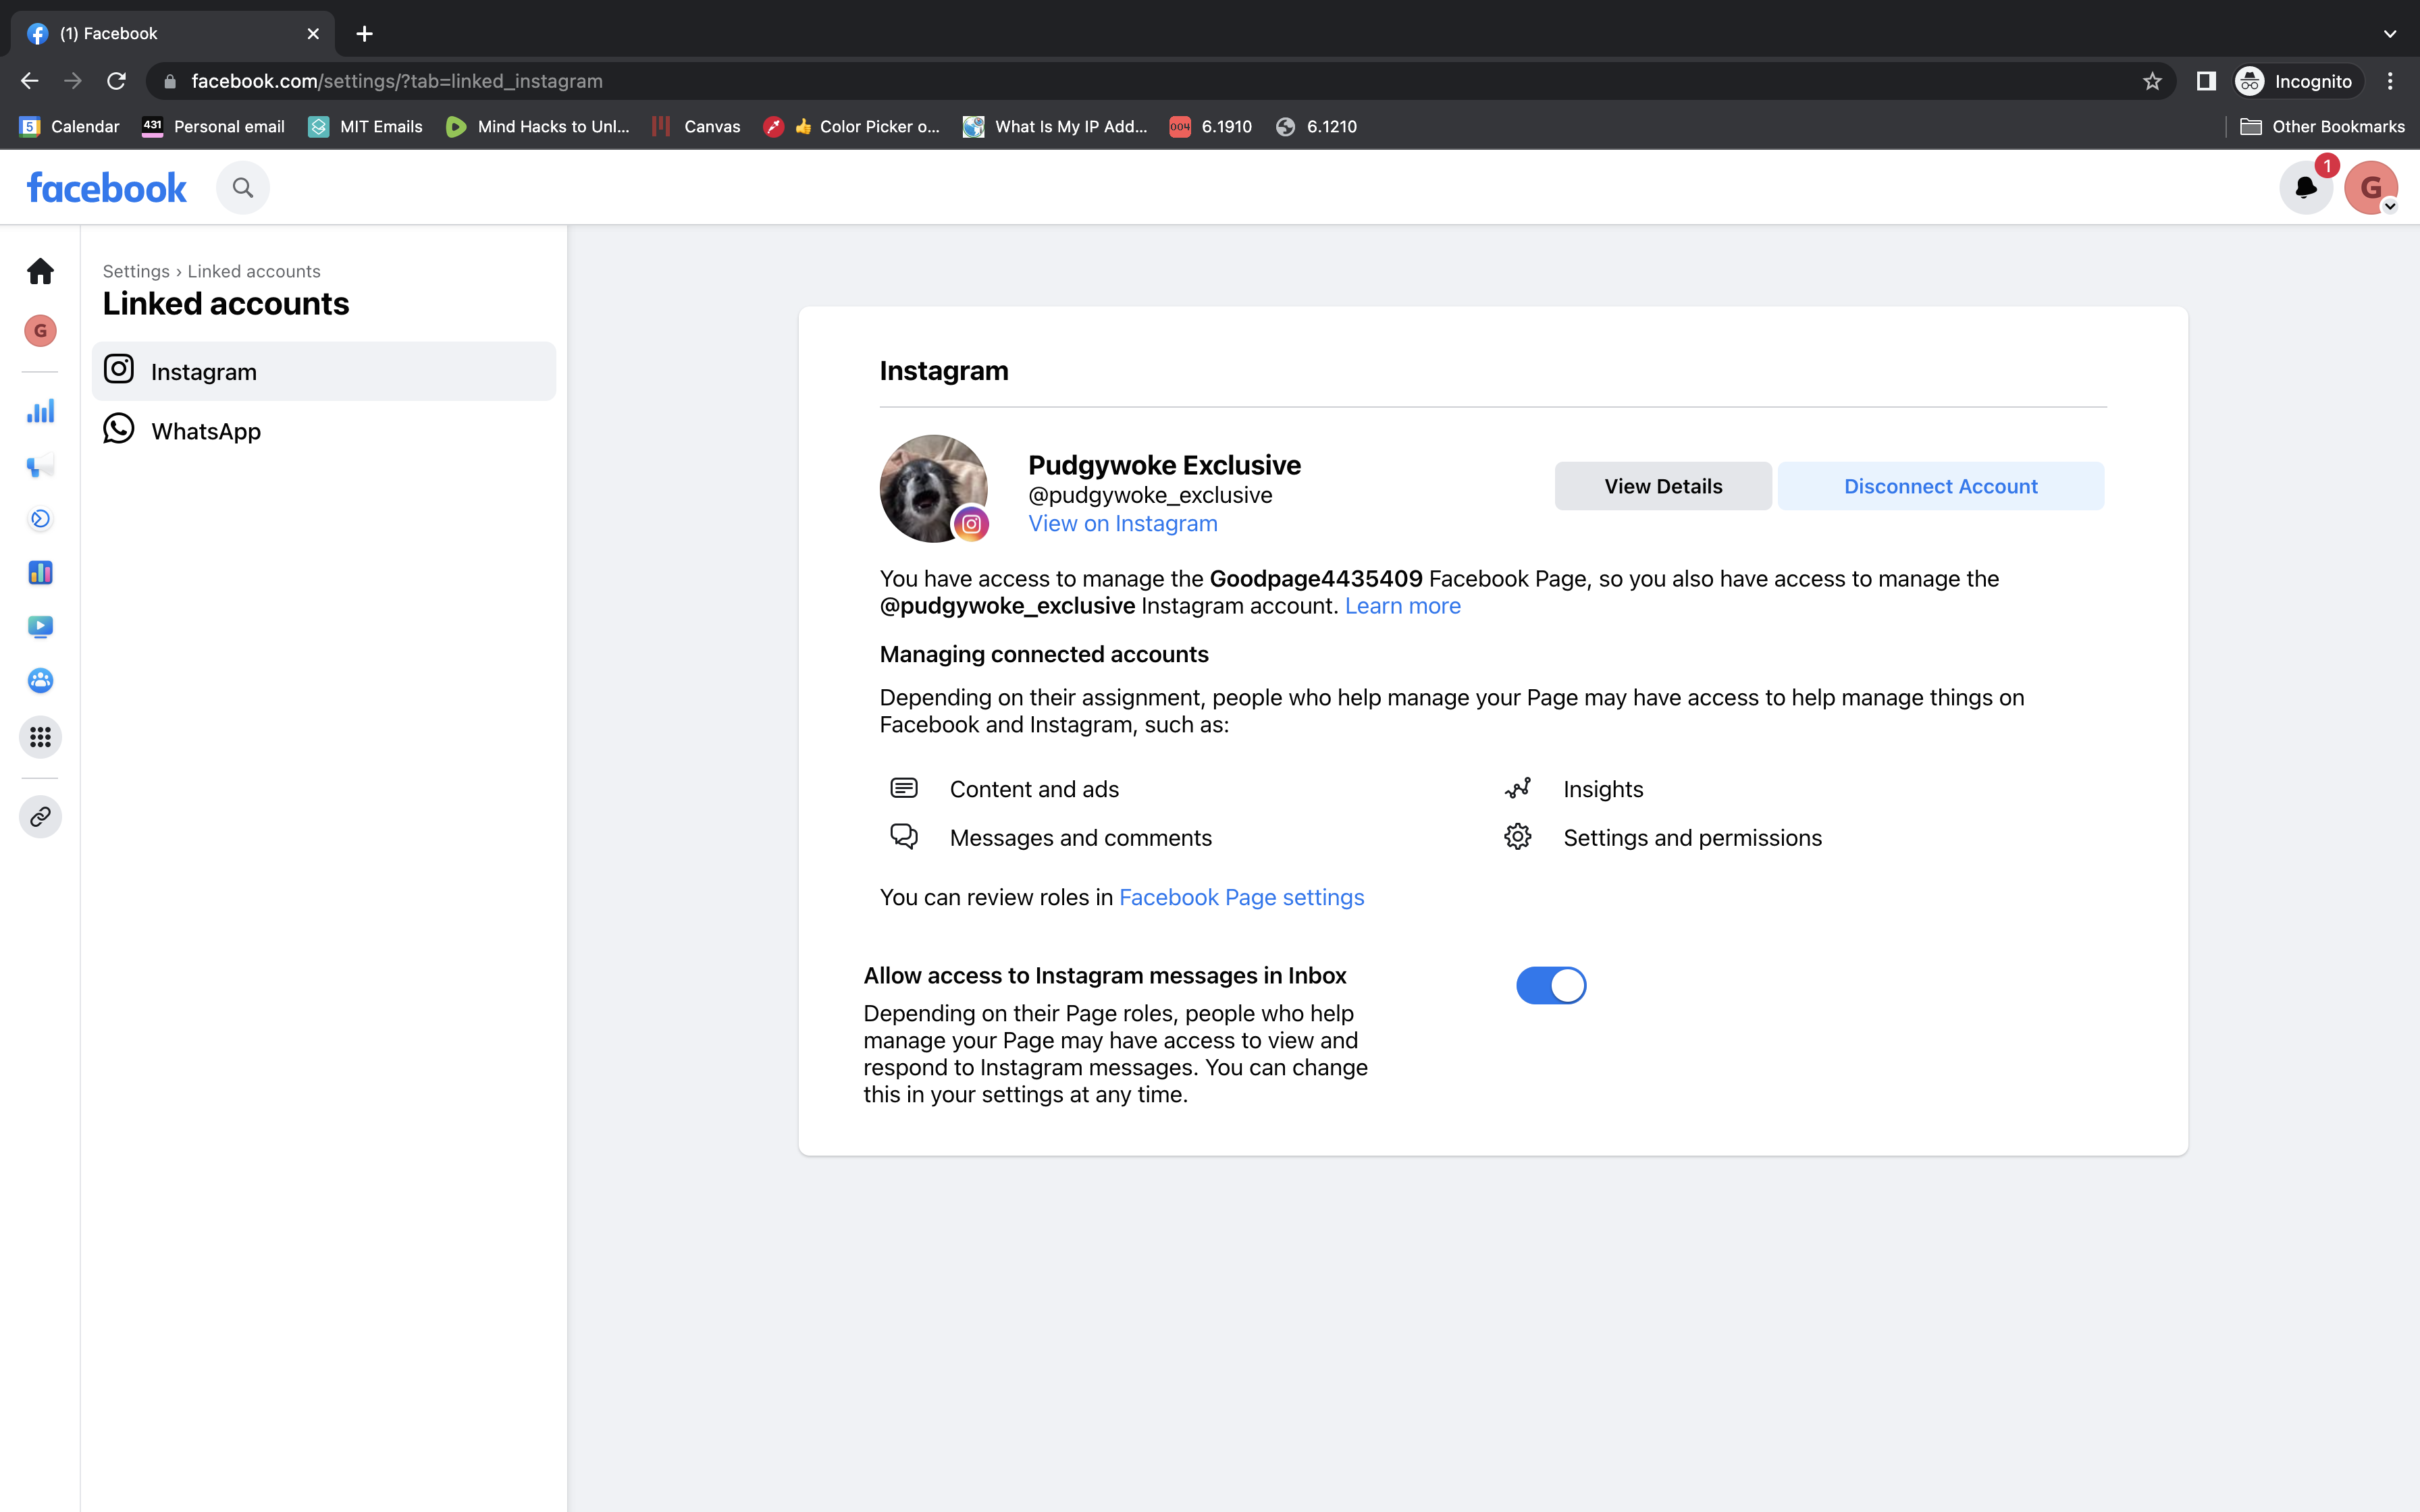 (1) Facebook
facebook.com/settings/?tab=linked_instagram
Incognito
5 Calendar
431 Personal email
MIT Emails
Mind Hacks to Unl...
Canvas
👍 Color Picker o...
What Is My IP Add...
004 6.1910
6.1210
Other Bookmarks
facebook
1
G
G
Settings › Linked accounts
Linked accounts
Instagram
WhatsApp
Instagram
Pudgywoke Exclusive
@pudgywoke_exclusive
View on Instagram
View Details
Disconnect Account
You have access to manage the Goodpage4435409 Facebook Page, so you also have access to manage the
@pudgywoke_exclusive Instagram account. Learn more
Managing connected accounts
Depending on their assignment, people who help manage your Page may have access to help manage things on
Facebook and Instagram, such as:
Content and ads
Insights
Messages and comments
Settings and permissions
You can review roles in Facebook Page settings
Allow access to Instagram messages in Inbox
Depending on their Page roles, people who help
manage your Page may have access to view and
respond to Instagram messages. You can change
this in your settings at any time.